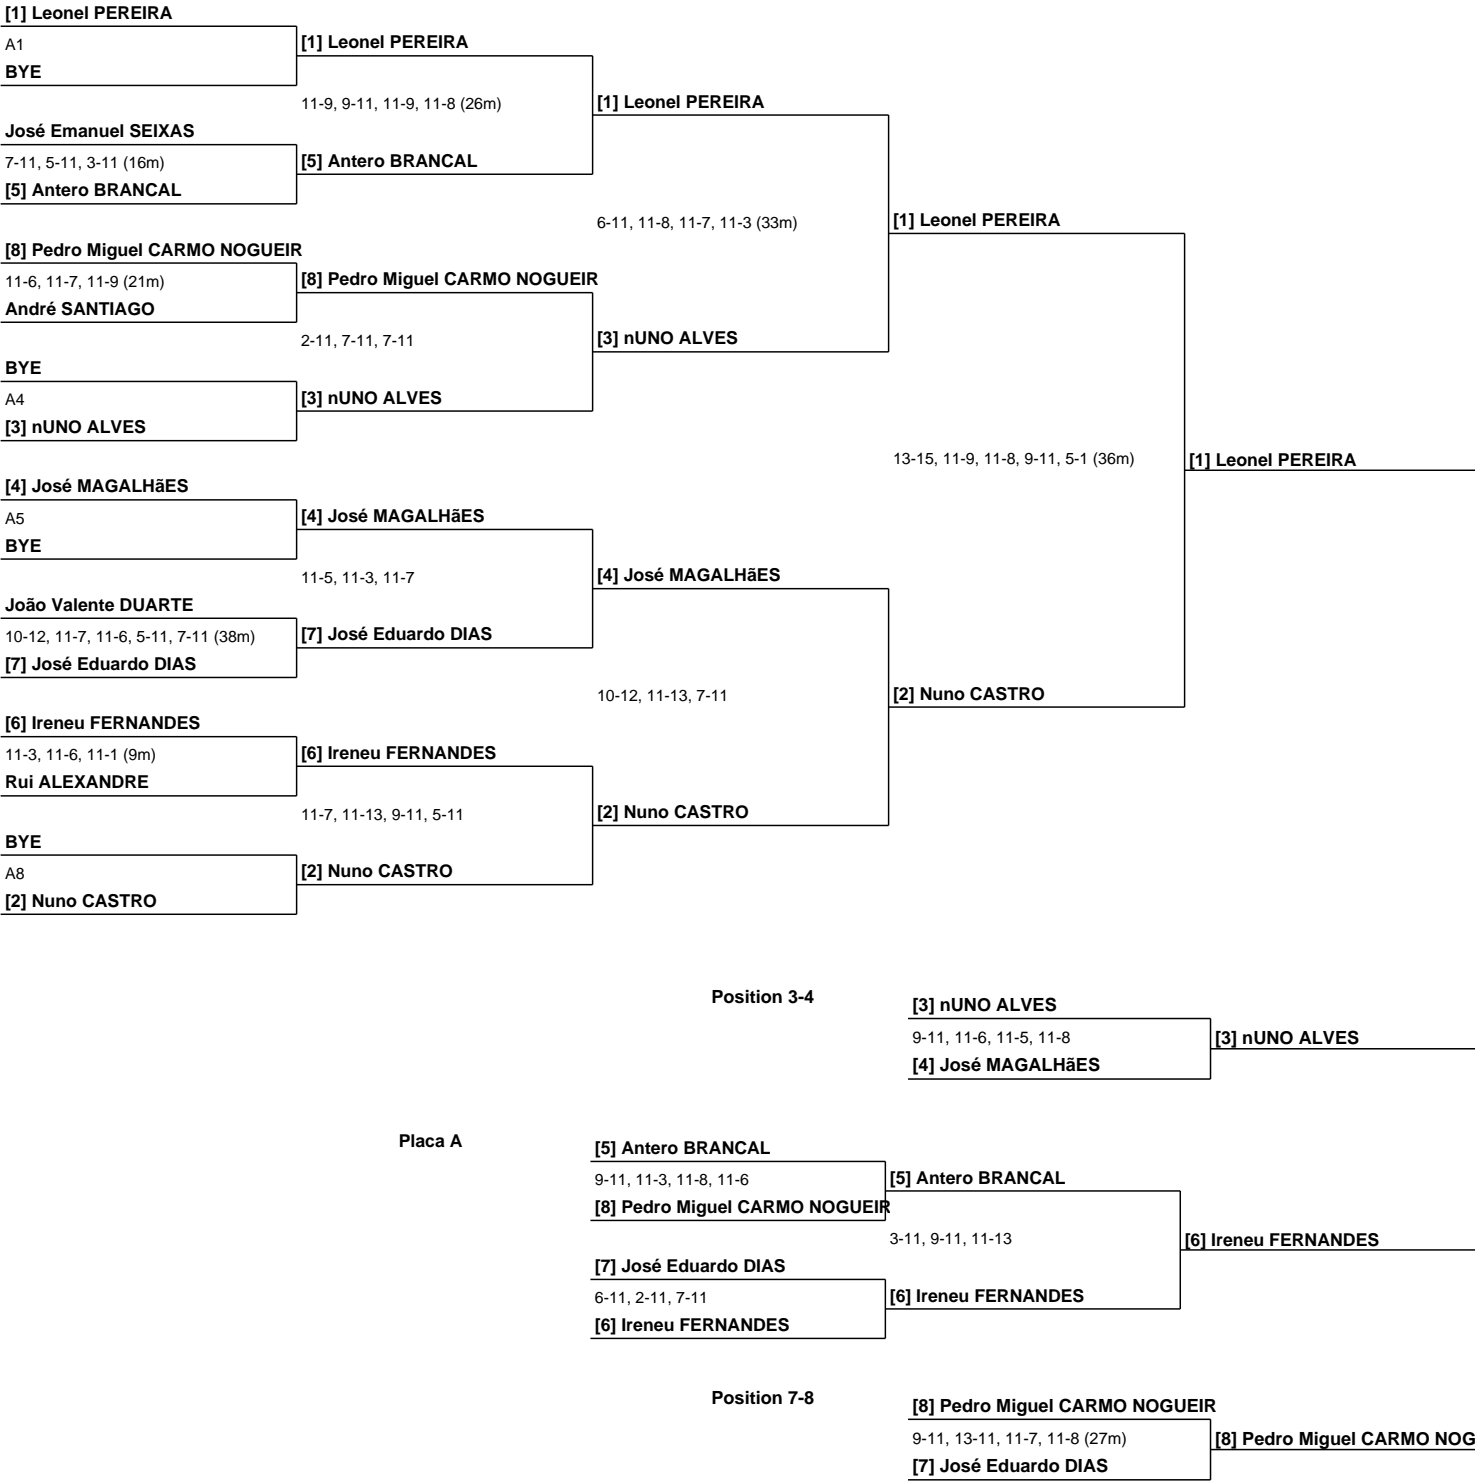 [1] Leonel PEREIRA
A1
[1] Leonel PEREIRA
BYE
11-9, 9-11, 11-9, 11-8 (26m)
[1] Leonel PEREIRA
José Emanuel SEIXAS
7-11, 5-11, 3-11 (16m)
[5] Antero BRANCAL
[5] Antero BRANCAL
6-11, 11-8, 11-7, 11-3 (33m)
[1] Leonel PEREIRA
[8] Pedro Miguel CARMO NOGUEIR
11-6, 11-7, 11-9 (21m)
[8] Pedro Miguel CARMO NOGUEIR
André SANTIAGO
2-11, 7-11, 7-11
[3] nUNO ALVES
BYE
A4
[3] nUNO ALVES
[3] nUNO ALVES
13-15, 11-9, 11-8, 9-11, 5-1 (36m)
[1] Leonel PEREIRA
[4] José MAGALHãES
A5
[4] José MAGALHãES
BYE
11-5, 11-3, 11-7
[4] José MAGALHãES
João Valente DUARTE
10-12, 11-7, 11-6, 5-11, 7-11 (38m)
[7] José Eduardo DIAS
[7] José Eduardo DIAS
10-12, 11-13, 7-11
[2] Nuno CASTRO
[6] Ireneu FERNANDES
11-3, 11-6, 11-1 (9m)
[6] Ireneu FERNANDES
Rui ALEXANDRE
11-7, 11-13, 9-11, 5-11
[2] Nuno CASTRO
BYE
A8
[2] Nuno CASTRO
[2] Nuno CASTRO
Position 3-4
[3] nUNO ALVES
9-11, 11-6, 11-5, 11-8
[3] nUNO ALVES
[4] José MAGALHãES
Placa A
[5] Antero BRANCAL
9-11, 11-3, 11-8, 11-6
[5] Antero BRANCAL
[8] Pedro Miguel CARMO NOGUEIR
3-11, 9-11, 11-13
[6] Ireneu FERNANDES
[7] José Eduardo DIAS
6-11, 2-11, 7-11
[6] Ireneu FERNANDES
[6] Ireneu FERNANDES
Position 7-8
[8] Pedro Miguel CARMO NOGUEIR
9-11, 13-11, 11-7, 11-8 (27m)
[8] Pedro Miguel CARMO NOG
[7] José Eduardo DIAS